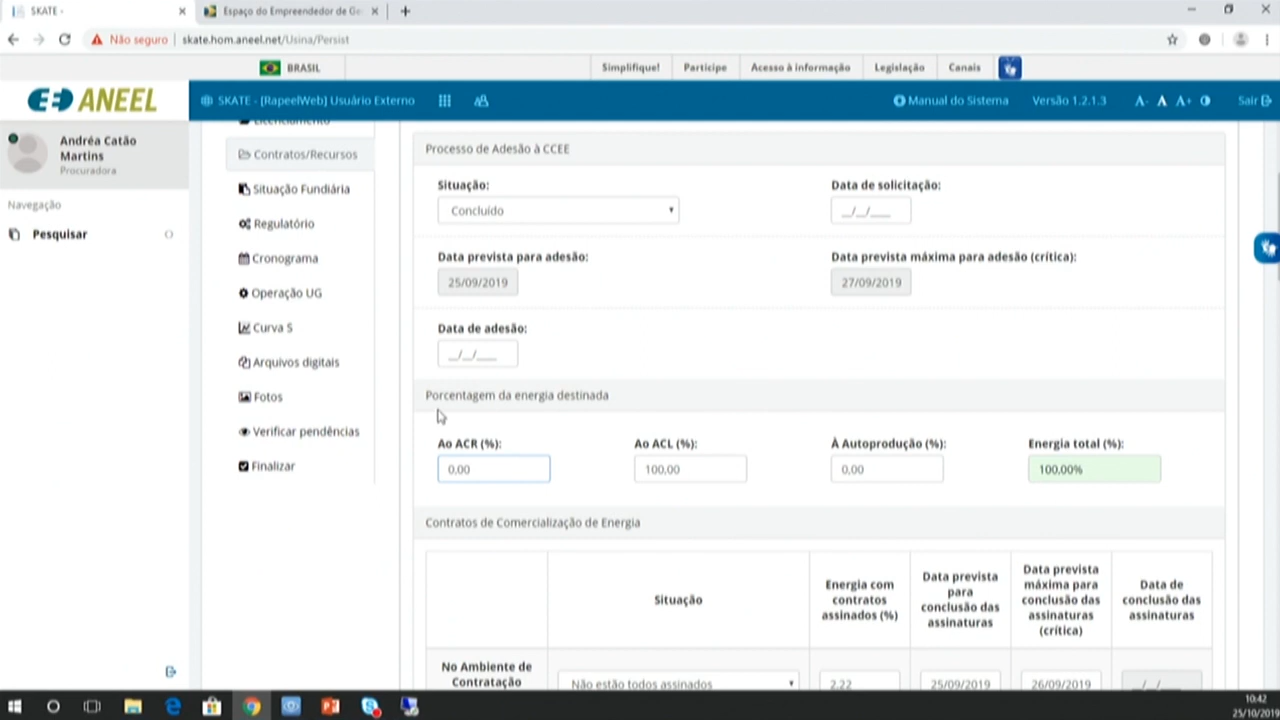 SKATE -
Espaço do Empreendedor de Ge
Não seguro
skate.hom.aneel.net/Usina/Persist
BRASIL
Simplifique!
Participe
Acesso à informação
Legislação
Canais
ANEEL
SKATE - [RapeelWeb] Usuário Externo
Manual do Sistema
Versão 1.2.1.3
A-
A
A+
Sair
Andréa Catão
Martins
Procuradora
Navegação
Pesquisar
Licenciamento
Contratos/Recursos
Situação Fundiária
Regulatório
Cronograma
Operação UG
Curva S
Arquivos digitais
Fotos
Verificar pendências
Finalizar
Processo de Adesão à CCEE
Situação:
Data de solicitação:
Concluído
_/_/___
Data prevista para adesão:
Data prevista máxima para adesão (crítica):
25/09/2019
27/09/2019
Data de adesão:
_/_/___
Porcentagem da energia destinada
Ao ACR (%):
Ao ACL (%):
À Autoprodução (%):
Energia total (%):
0,00
100,00
0,00
100,00%
Contratos de Comercialização de Energia
Situação
Energia com
contratos
assinados (%)
Data prevista
para
conclusão das
assinaturas
Data prevista
máxima para
conclusão das
assinaturas
(crítica)
Data de
conclusão das
assinaturas
No Ambiente de
Contratação
Não estão todos assinados
2,22
25/09/2019
26/09/2019
_/_/
10:42
25/10/2019